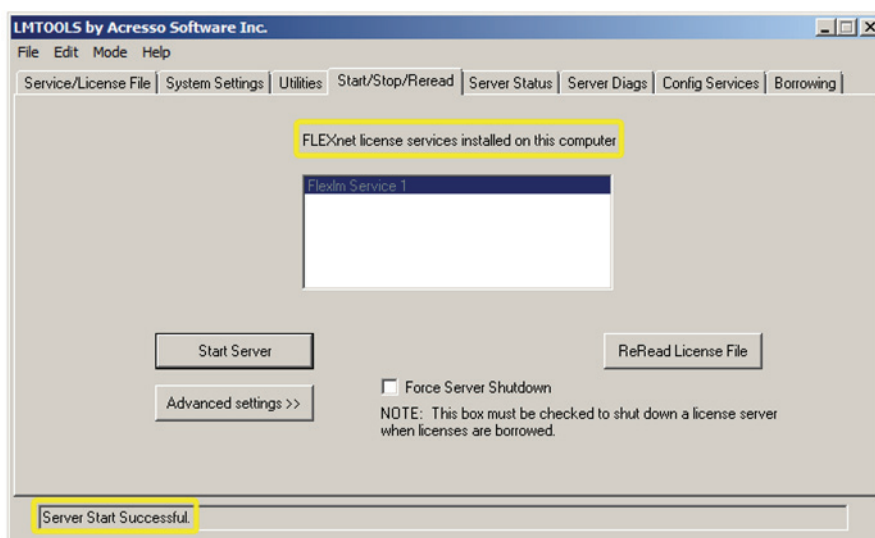 LMTOOLS by Acresso Software Inc.
File Edit Mode Help
Service/License File System Settings Utilities Start/Stop/Reread Server Status Server Diags Config Services Borrowing
FLEXnet license services installed on this computer
Flexlm Service 1
Start Server
ReRead License File
Advanced settings >>
Force Server Shutdown
NOTE: This box must be checked to shut down a license server
when licenses are borrowed.
Server Start Successful.